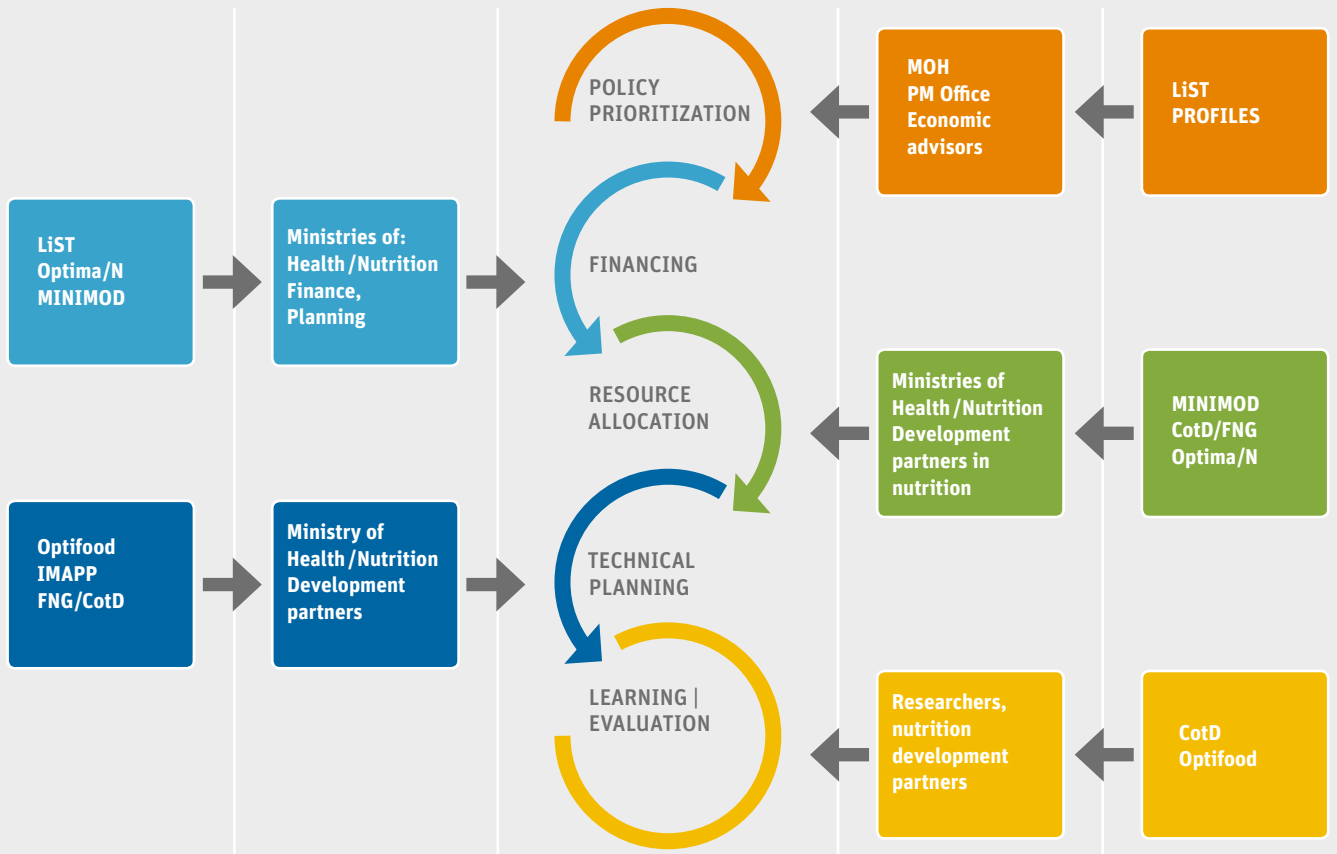 POLICY
PRIORITIZATION
MOH
PM Office
Economic
advisors
LiST
PROFILES
LiST
Optima/N
MINIMOD
Ministries of:
Health/Nutrition
Finance,
Planning
FINANCING
RESOURCE
ALLOCATION
Ministries of
Health/Nutrition
Development
partners in
nutrition
MINIMOD
CotD/FNG
Optima/N
Optifood
IMAPP
FNG/CotD
Ministry of
Health/Nutrition
Development
partners
TECHNICAL
PLANNING
LEARNING |
EVALUATION
Researchers,
nutrition
development
partners
CotD
Optifood